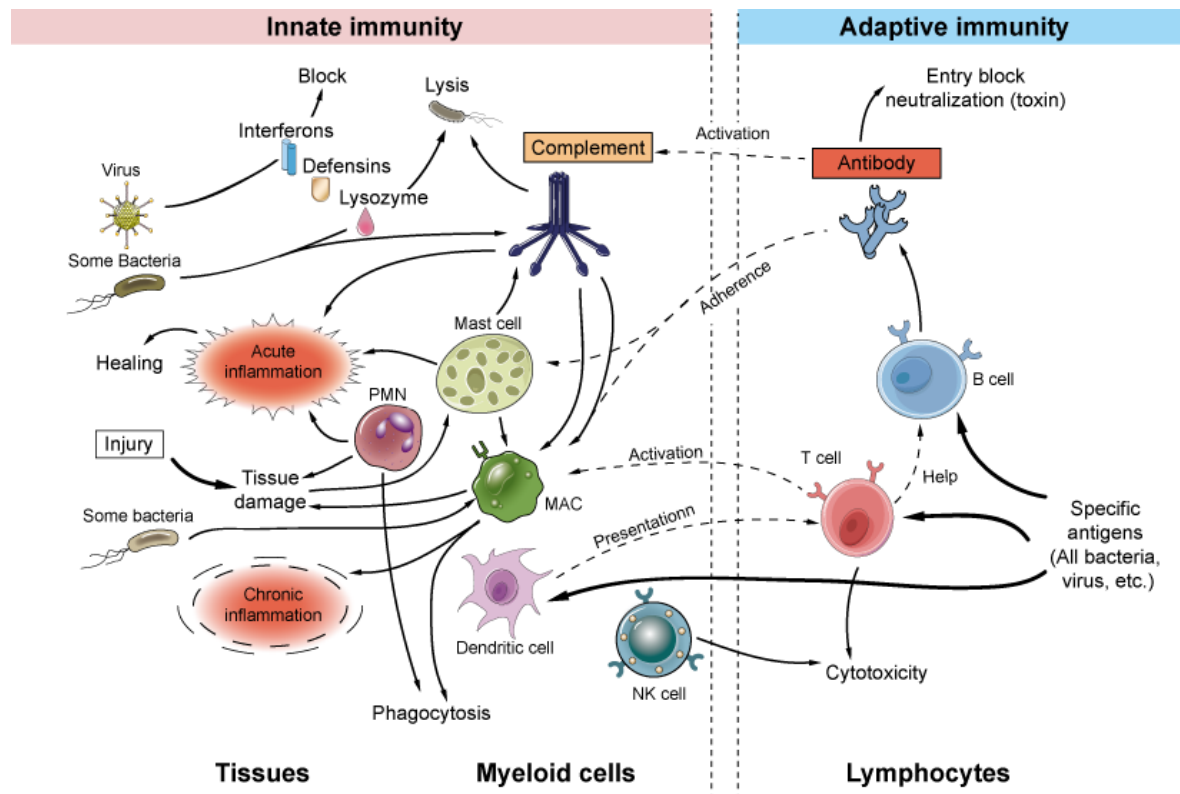 Innate immunity
Adaptive immunity
Block
Lysis
Entry block
neutralization (toxin)
Interferons
Activation
Complement
Antibody
Virus
Defensins
Lysozyme
Some Bacteria
Adherence
Mast cell
Healing
Acute
inflammation
PMN
B cell
Injury
Tissue
damage
Activation
T cell
Help
MAC
Some bacteria
Presentationn
Specific
antigens
(All bacteria,
virus, etc.)
Chronic
inflammation
Dendritic cell
NK cell
Cytotoxicity
Phagocytosis
Tissues
Myeloid cells
Lymphocytes